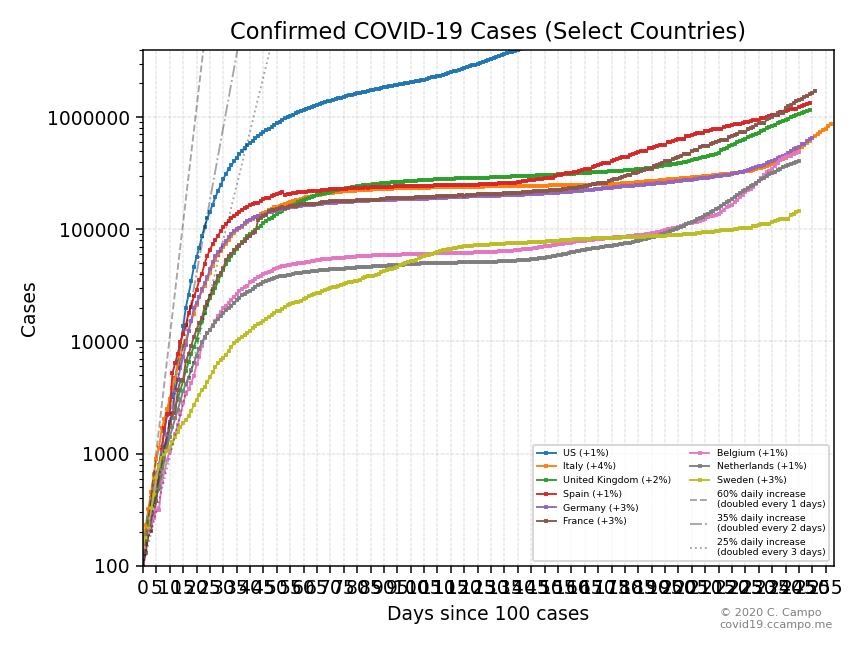 Confirmed COVID-19 Cases (Select Countries)
Cases
1000000
100000
10000
1000
100
US (+1%)
Italy (+4%)
United Kingdom (+2%)
Spain (+1%)
Germany (+3%)
France (+3%)
Belgium (+1%)
Netherlands (+1%)
Sweden (+3%)
60% daily increase
(doubled every 1 days)
35% daily increase
(doubled every 2 days)
25% daily increase
(doubled every 3 days)
0 5
Days since 100 cases
© 2020 C. Campo
covid19.ccampo.me